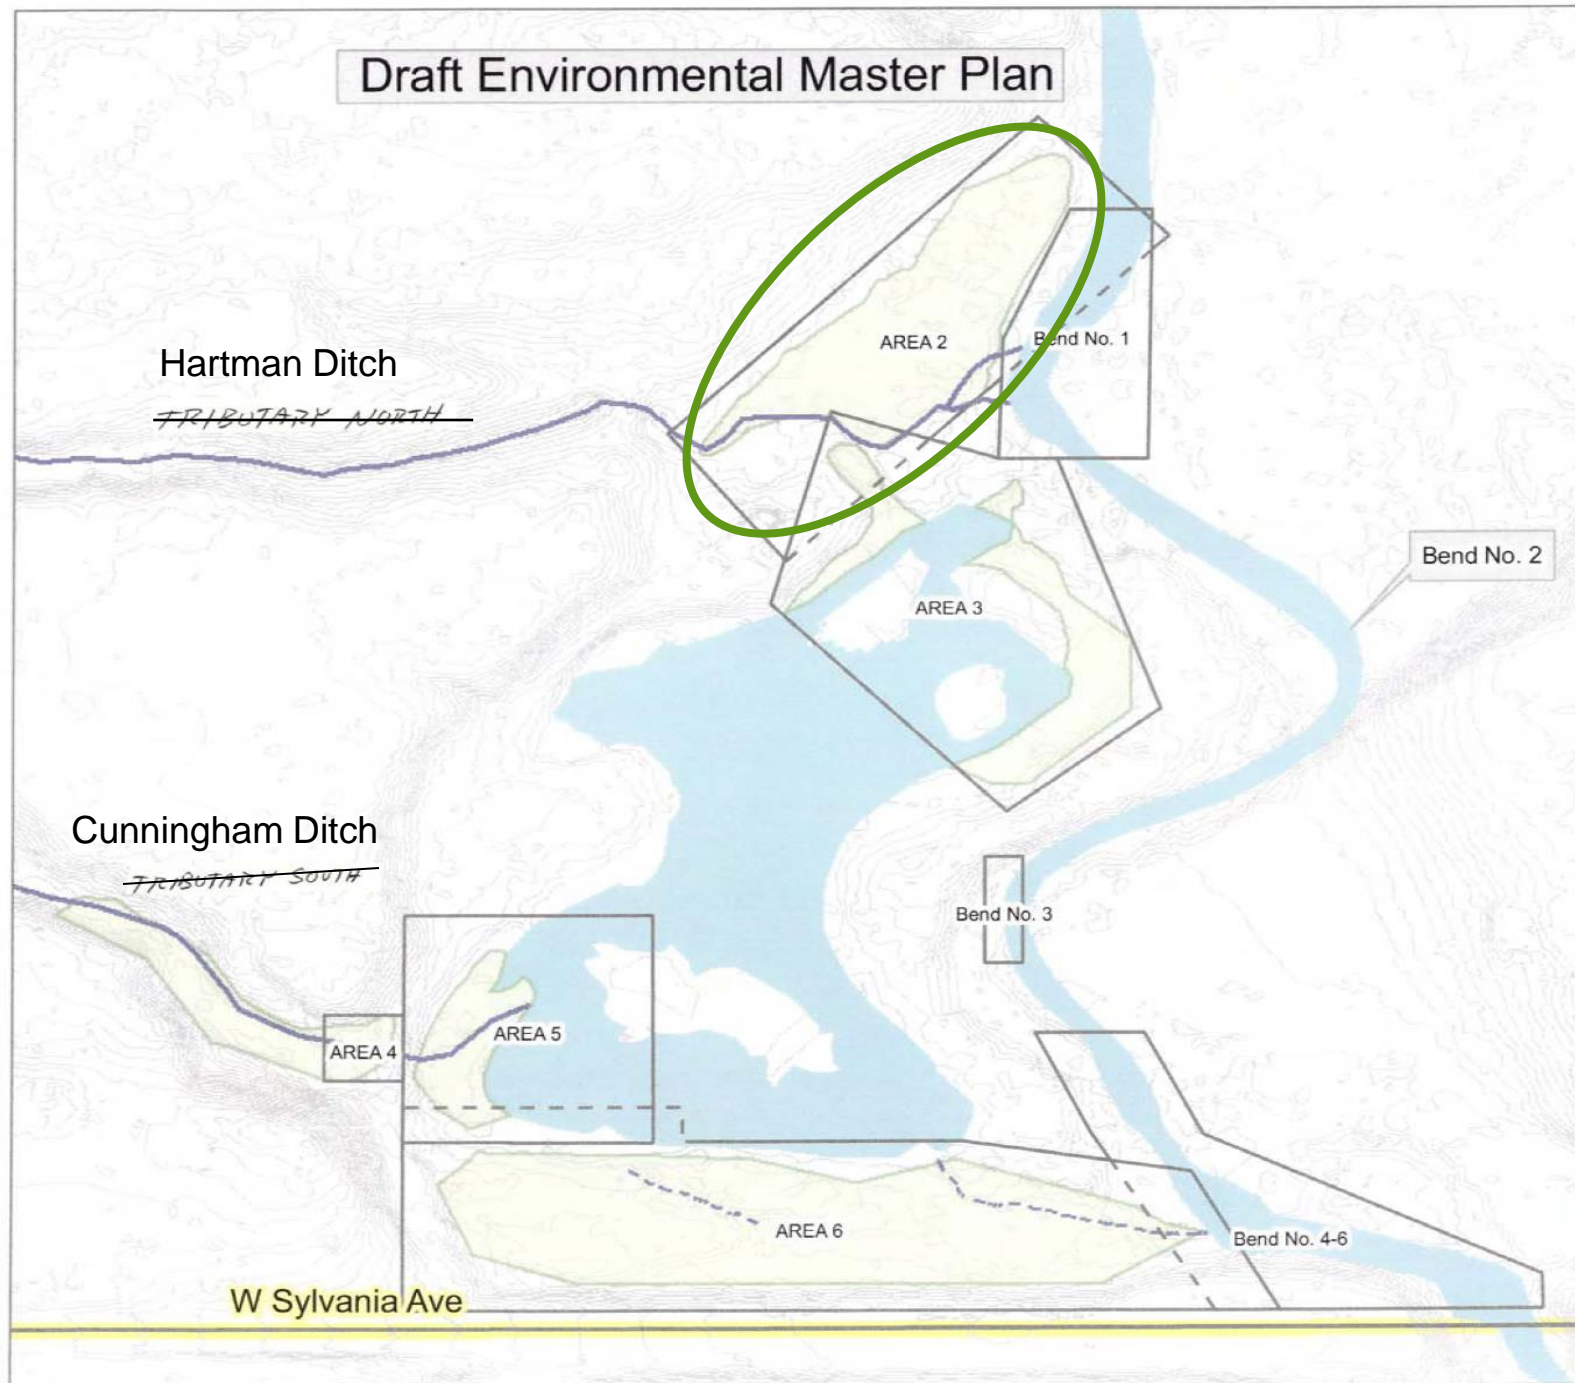 Draft Environmental Master Plan
AREA 2
Bend No. 1
Hartman Ditch
TRIBUTARY NORTH
Bend No. 2
AREA 3
Cunningham Ditch
TRIBUTARY SOUTH
Bend No. 3
AREA 5
AREA 4
AREA 6
Bend No. 4-6
W Sylvania Ave